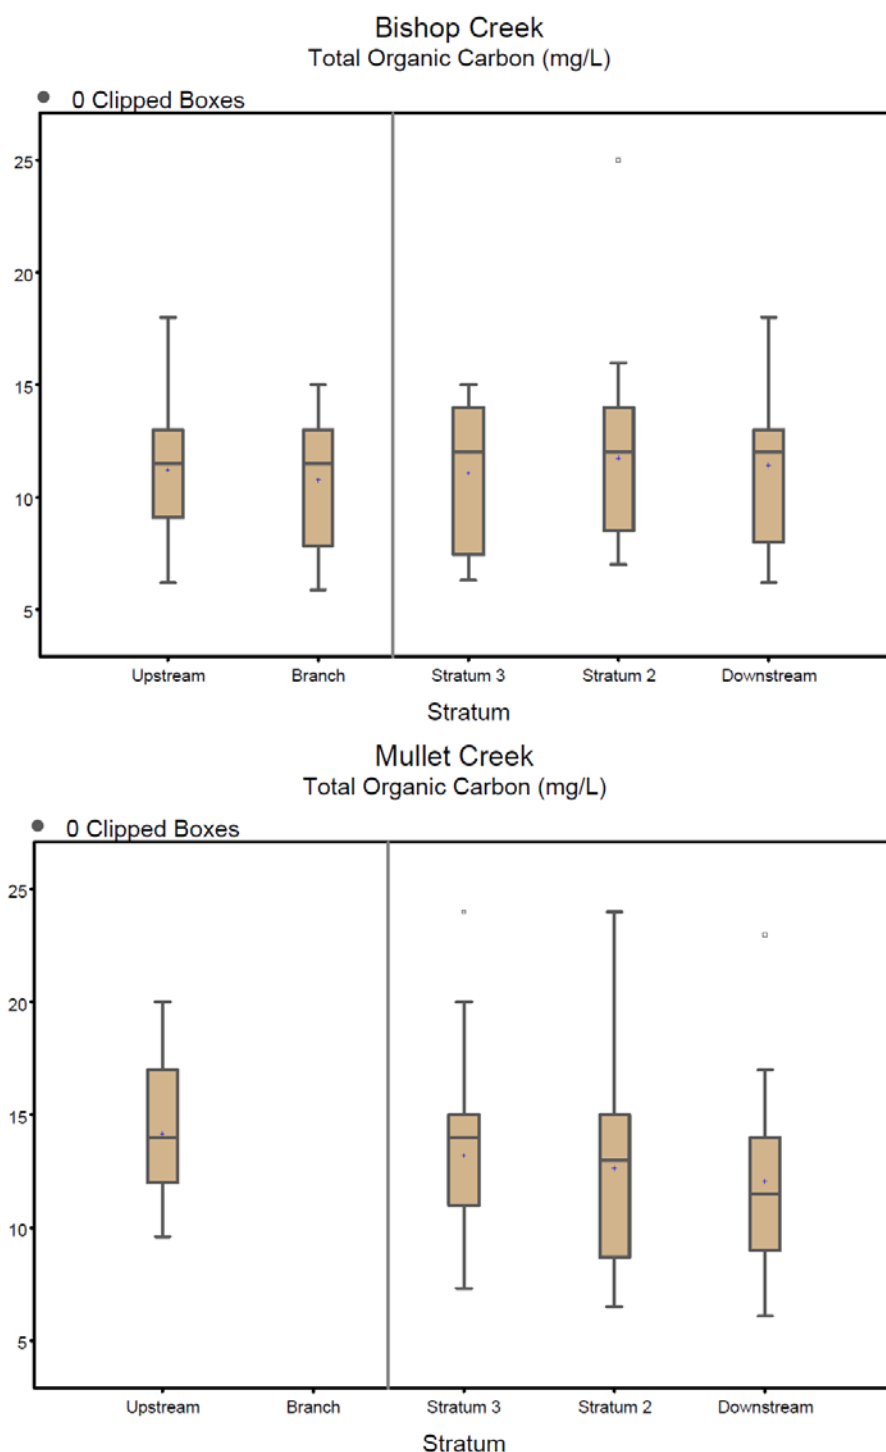 Bishop Creek
Total Organic Carbon (mg/L)
0 Clipped Boxes
25
20
15
10
5
Upstream Branch Stratum 3 Stratum 2 Downstream
Stratum
Mullet Creek
Total Organic Carbon (mg/L)
0 Clipped Boxes
25
20
15
10
5
Upstream Branch Stratum 3 Stratum 2 Downstream
Stratum